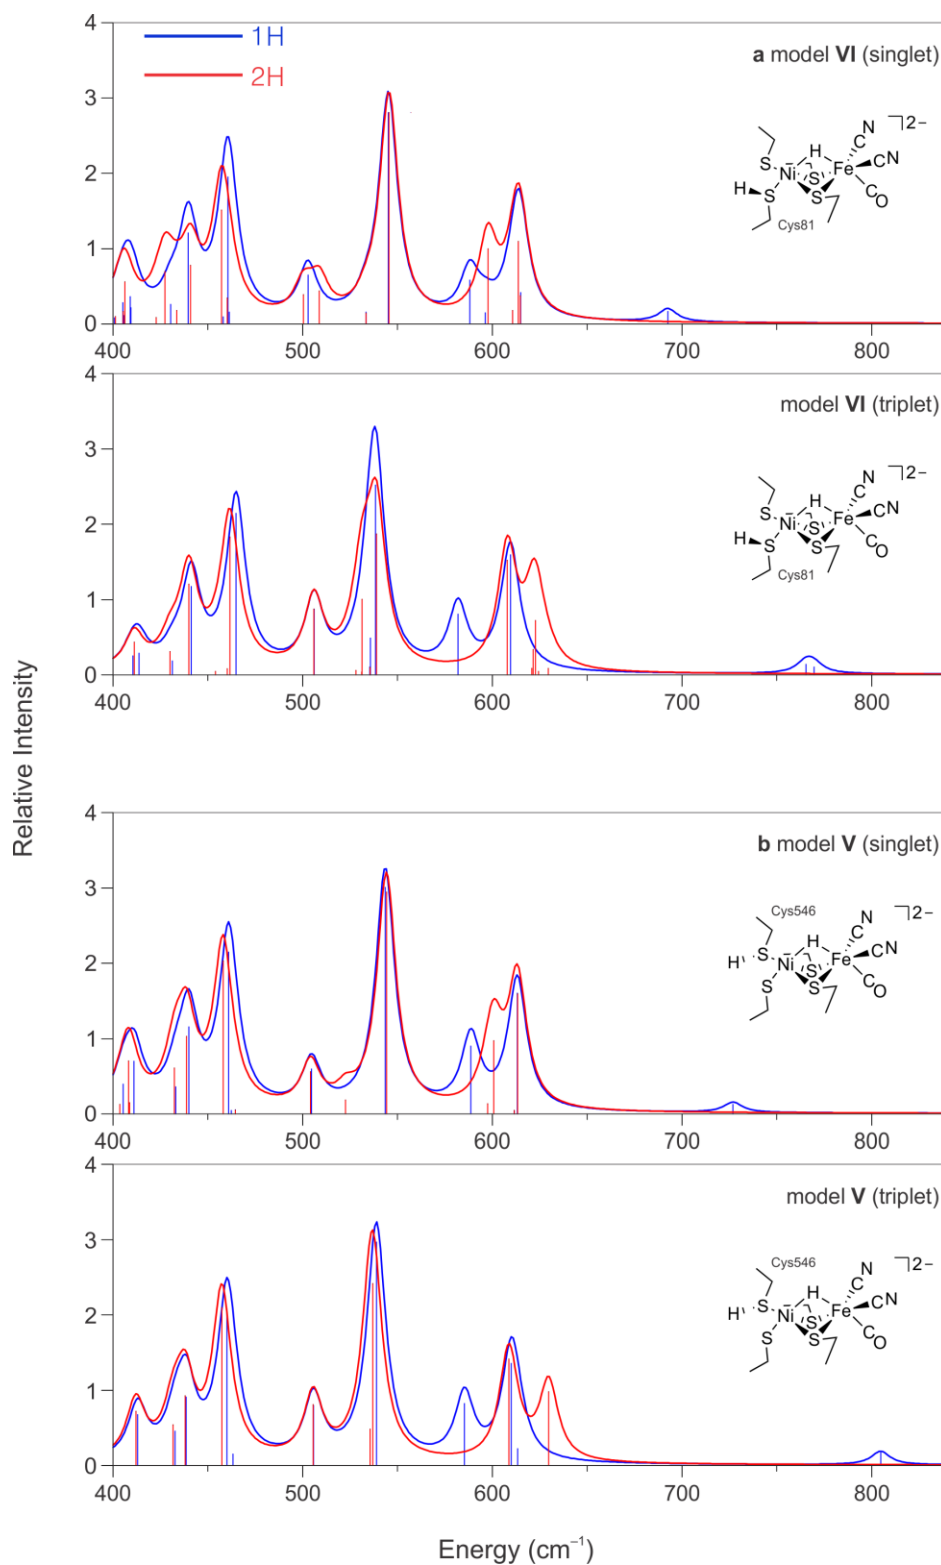 4
3
2
1
0
1H
2H
a model VI (singlet)
2−
H
CN
CN
CO
S
Ni
Fe
S
S
H
S
Cys81
400 500 600 700 800
4
3
2
1
0
model VI (triplet)
2−
H
CN
CN
CO
S
Ni
Fe
S
S
H
S
Cys81
400 500 600 700 800
Relative Intensity
4
3
2
1
0
b model V (singlet)
Cys546
2−
H
CN
CN
CO
H
S
Ni
Fe
S
S
S
400 500 600 700 800
4
3
2
1
0
model V (triplet)
Cys546
2−
H
CN
CN
CO
H
S
Ni
Fe
S
S
S
400 500 600 700 800
Energy (cm⁻¹)